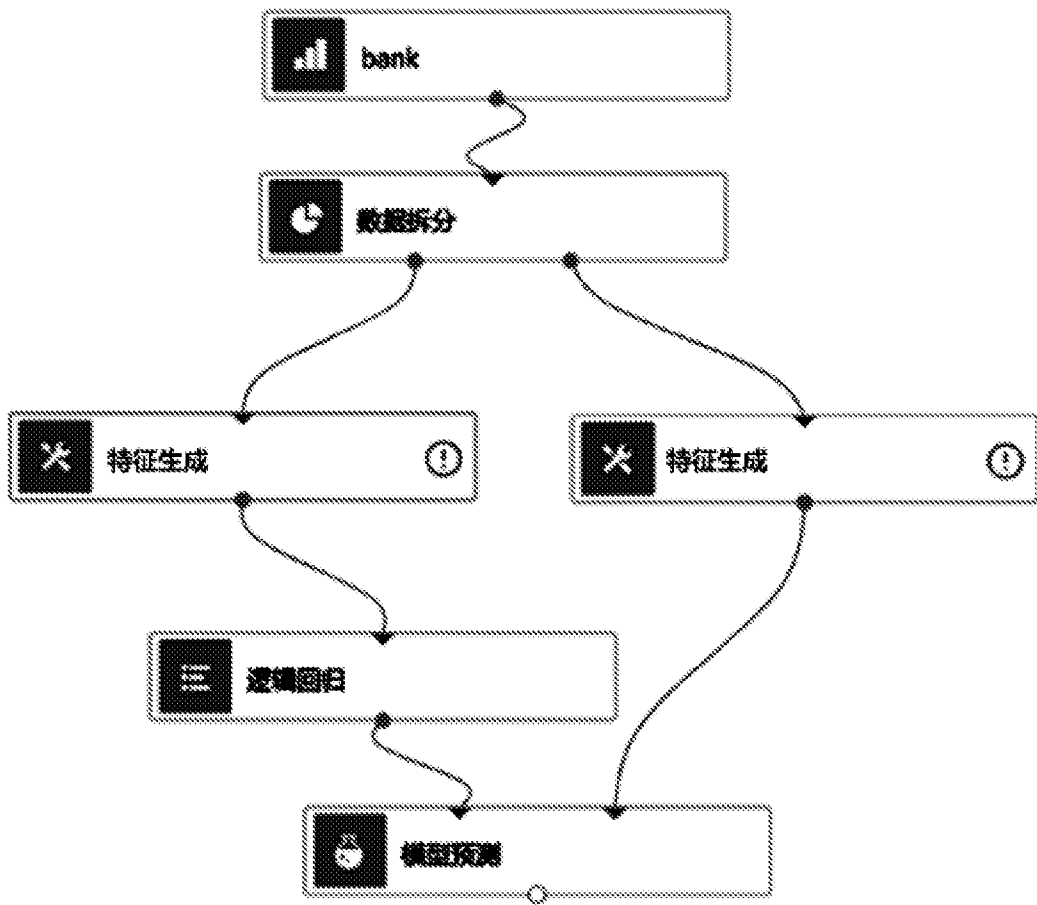 bank
数据拆分
特征生成
特征生成
逻辑回归
模型预测